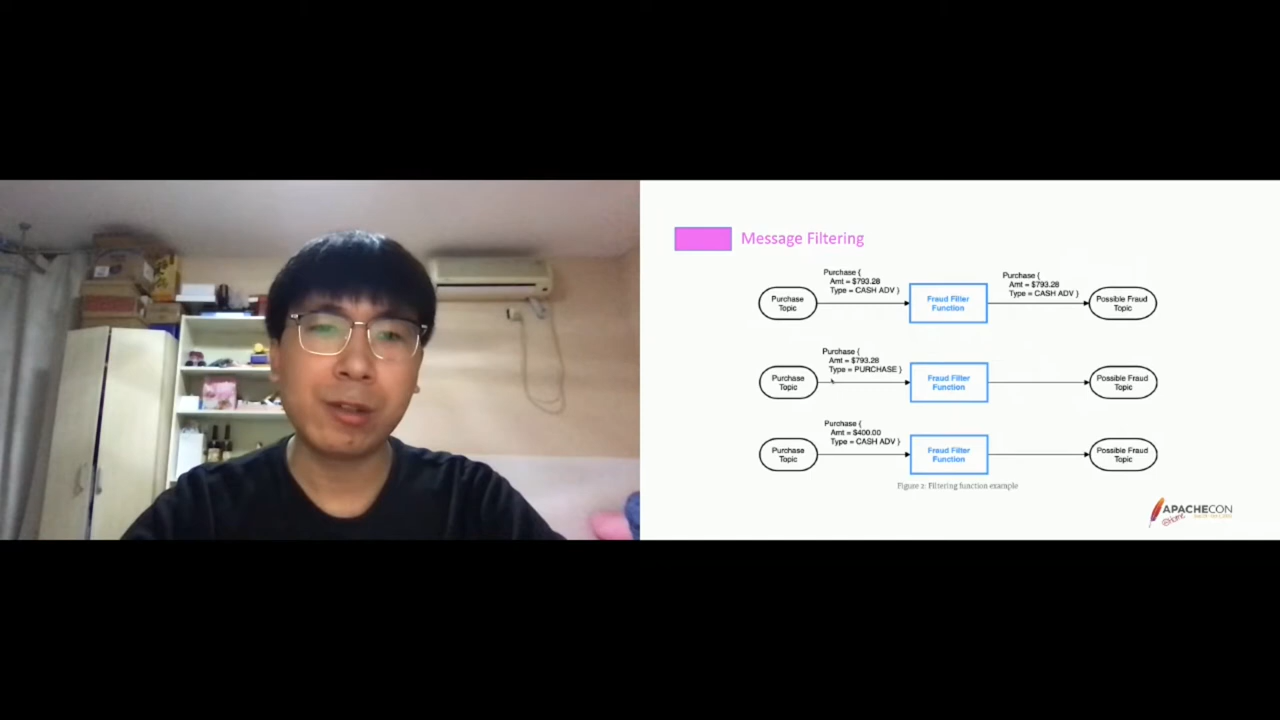 Message Filtering
Purchase {
Amt = $793.28
Type = CASH ADV }
Purchase {
Amt = $793.28
Type = CASH ADV }
Purchase
Topic
Fraud Filter
Function
Possible Fraud
Topic
Purchase {
Amt = $793.28
Type = PURCHASE }
Purchase
Topic
Fraud Filter
Function
Possible Fraud
Topic
Purchase {
Amt = $400.00
Type = CASH ADV }
Purchase
Topic
Fraud Filter
Function
Possible Fraud
Topic
Figure 2: Filtering function example
APACHECON
@Home